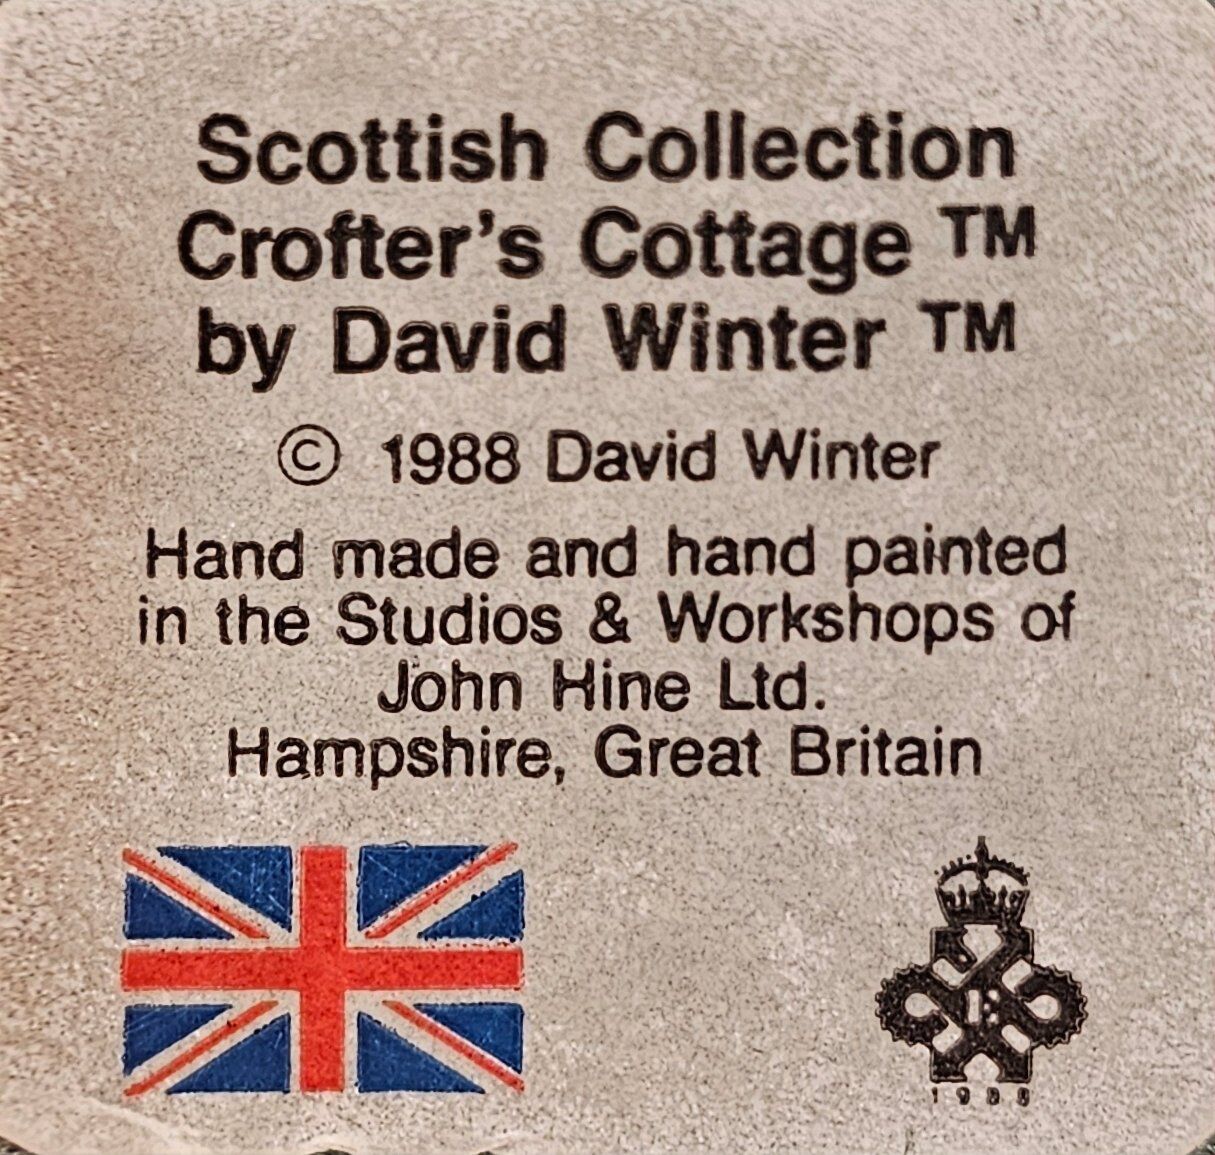 Scottish Collection
Crofter's Cottage ™
by David Winter ™
© 1988 David Winter
Hand made and hand painted
in the Studios & Workshops of
John Hine Ltd.
Hampshire, Great Britain